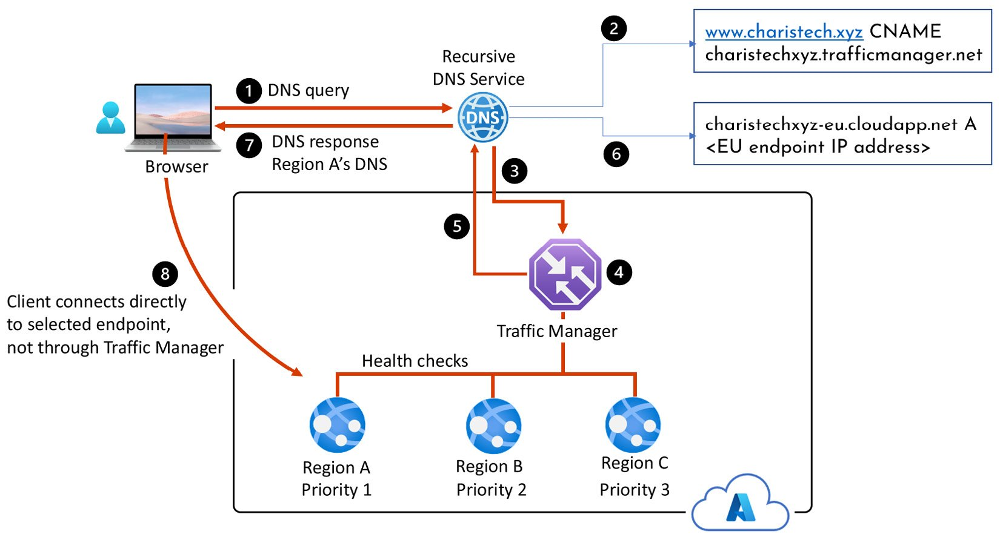 2
www.charistech.xyz CNAME
charistechxyz.trafficmanager.net
Recursive
DNS Service
1 DNS query
DNS
charistechxyz-eu.cloudapp.net A
<EU endpoint IP address>
7 DNS response
Region A's DNS
6
Browser
3
5
4
8
Client connects directly
to selected endpoint,
not through Traffic Manager
Traffic Manager
Health checks
Region A
Priority 1
Region B
Priority 2
Region C
Priority 3